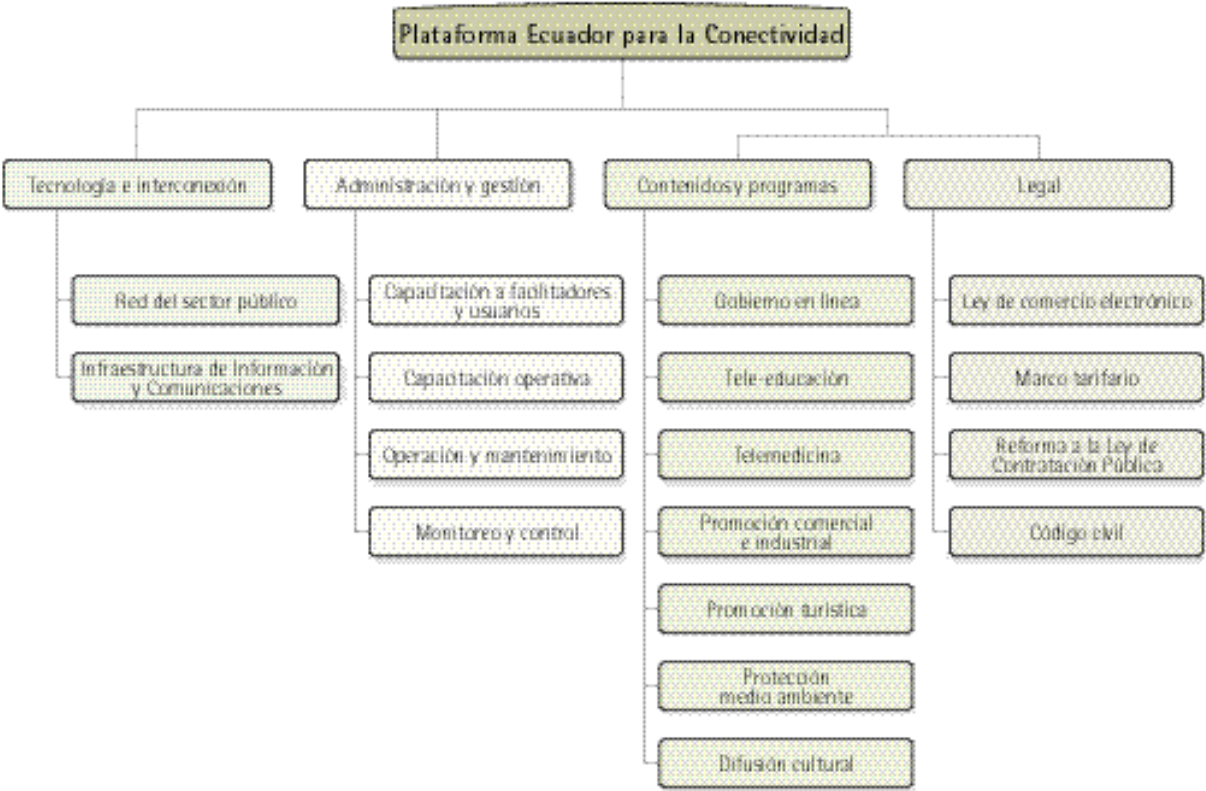 Plataforma Ecuador para la Conectividad
Tecnología e interconexión
Administración y gestión
Contenidos y programas
Legal
Red del sector público
Infraestructura de Información
y Comunicaciones
Capacitación a facilitadores
y usuarios
Capacitación operativa
Operación y mantenimiento
Monitoreo y control
Gobierno en línea
Tele-educación
Telemedicina
Promoción comercial
e industrial
Promoción turística
Protección
medio ambiente
Difusión cultural
Ley de comercio electrónico
Marco tarifario
Reforma a la Ley de
Contratación Pública
Código civil